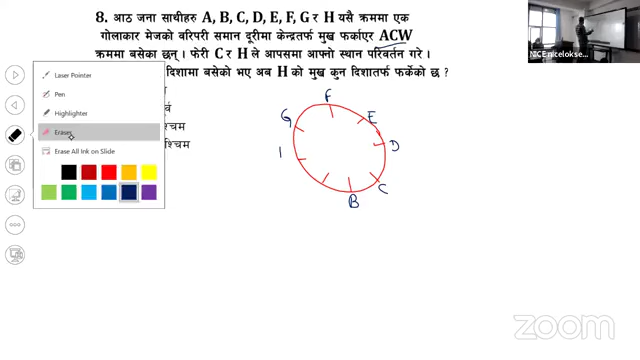 8. आठ जना साथीहरु A, B, C, D, E, F, G र H यसै क्रममा एक
गोलाकार मेजको वरिपरी समान दूरीमा केन्द्रतर्फ मुख फर्काएर ACW
क्रममा बसेका छन् । फेरी C र H ले आपसमा आफ्नो स्थान परिवर्तन गरे ।
दिशामा बसेको भए अब H को मुख कुन दिशातर्फ फर्केको छ ?
Laser Pointer
Pen
Highlighter
Eraser
Erase All Ink on Slide
F
G
E
D
C
B
NICE nicelokse...
zoom